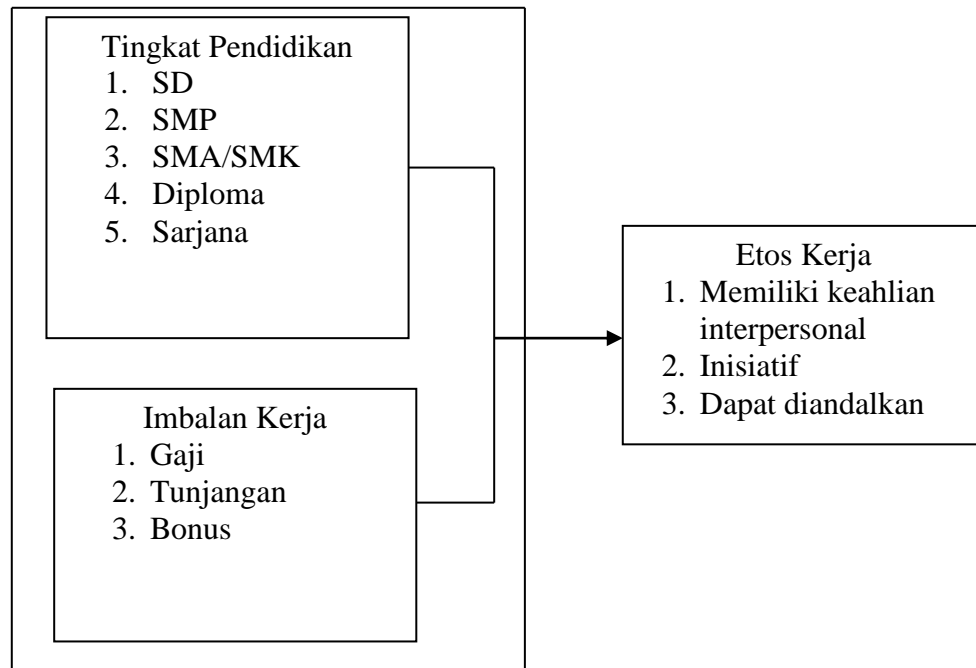 Tingkat Pendidikan
1. SD
2. SMP
3. SMA/SMK
4. Diploma
5. Sarjana
Imbalan Kerja
1. Gaji
2. Tunjangan
3. Bonus
Etos Kerja
1. Memiliki keahlian
interpersonal
2. Inisiatif
3. Dapat diandalkan